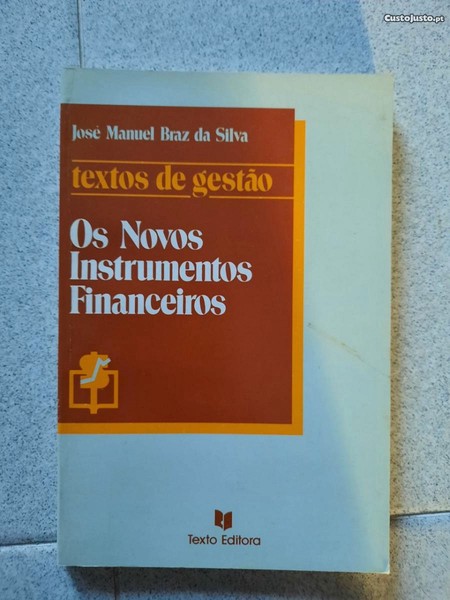 CustoJusto.pt
José Manuel Braz da Silva
textos de gestão
Os Novos
Instrumentos
Financeiros
Texto Editora